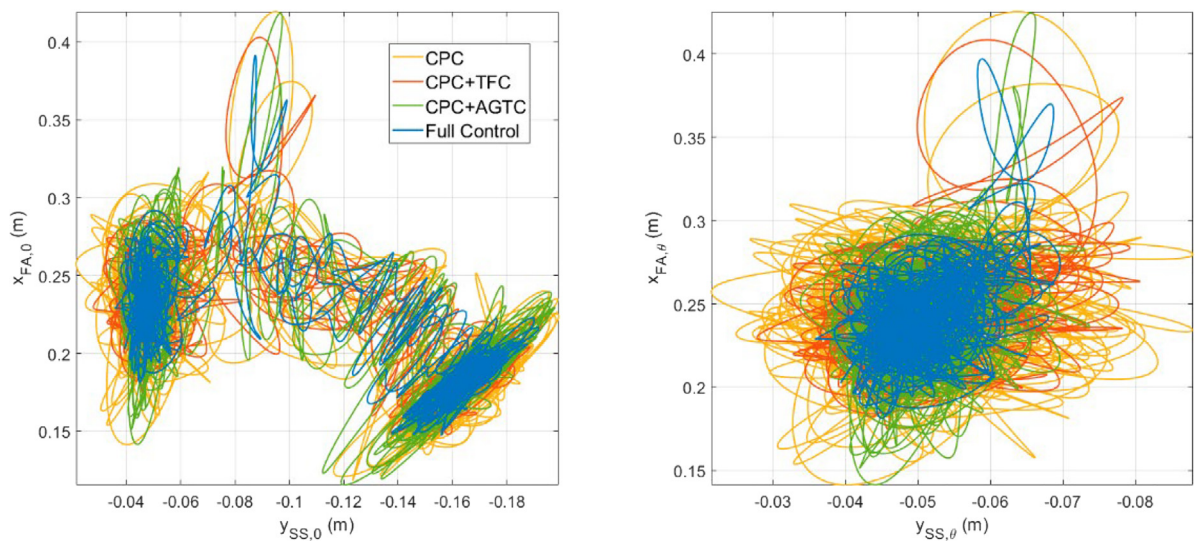 0.4
0.35
0.3
0.25
0.2
0.15
x_FA,0 (m)
-0.04 -0.06 -0.08 -0.1 -0.12 -0.14 -0.16 -0.18
y_SS,0 (m)
CPC
CPC+TFC
CPC+AGTC
Full Control
0.4
0.35
0.3
0.25
0.2
0.15
x_FA,θ (m)
-0.03 -0.04 -0.05 -0.06 -0.07 -0.08
y_SS,θ (m)